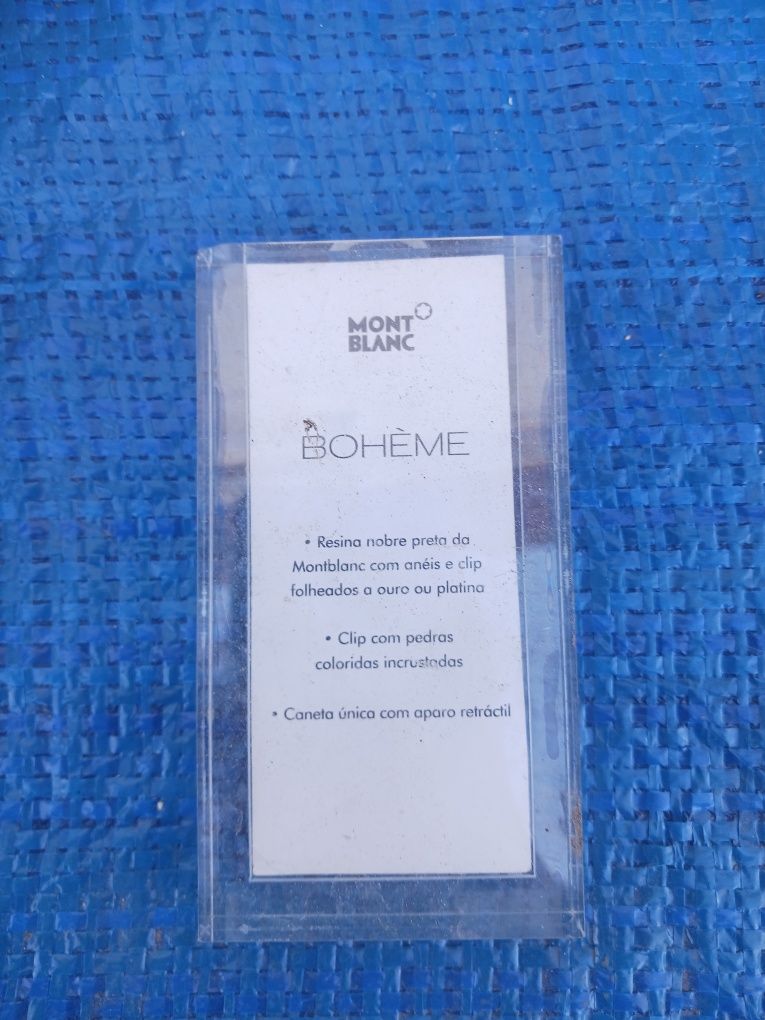 MONT
BLANC
BOHÈME
• Resina nobre preta da
Montblanc com anéis e clip
folheados a ouro ou platina
• Clip com pedras
coloridas incrustadas
• Caneta única com aparo retráctil